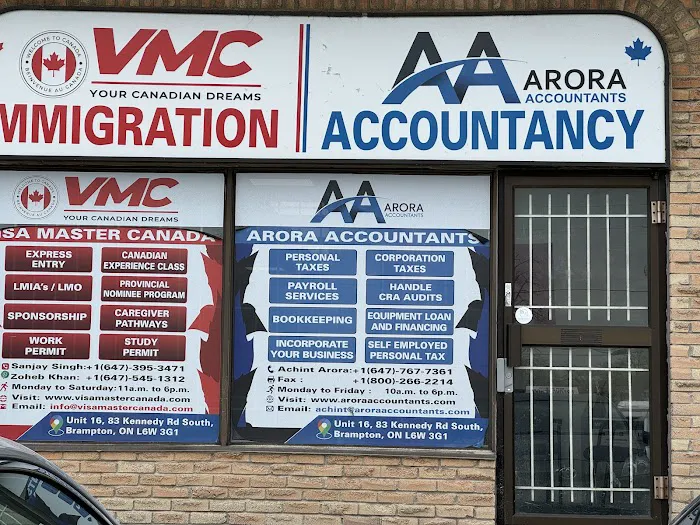 WELCOME TO CANADA
BIENVENUE AU CANADA
VMC
YOUR CANADIAN DREAMS
MMIGRATION
AA ARORA
ACCOUNTANTS
ACCOUNTANCY
VMC
YOUR CANADIAN DREAMS
SA MASTER CANADA
EXPRESS
ENTRY
CANADIAN
EXPERIENCE CLASS
LMIA's / LMO
PROVINCIAL
NOMINEE PROGRAM
SPONSORSHIP
CAREGIVER
PATHWAYS
WORK
PERMIT
STUDY
PERMIT
Sanjay Singh:+1(647)-395-3471
Zoheb Khan: +1(647)-545-1312
Monday to Saturday:11a.m. to 6p.m.
Visit: www.visamastercanada.com
Email: info@visamastercanada.com
Unit 16, 83 Kennedy Rd South,
Brampton, ON L6W 3G1
AA ARORA
ACCOUNTANTS
ARORA ACCOUNTANTS
PERSONAL
TAXES
CORPORATION
TAXES
PAYROLL
SERVICES
HANDLE
CRA AUDITS
BOOKKEEPING
EQUIPMENT LOAN
AND FINANCING
INCORPORATE
YOUR BUSINESS
SELF EMPLOYED
PERSONAL TAX
Achint Arora:+1(647)-767-7361
Fax : +1(800)-266-2214
Monday to Friday : 10a.m. to 6p.m.
Visit: www.aroraaccountants.com
Email: achint@aroraaccountants.com
Unit 16, 83 Kennedy Rd South,
Brampton, ON L6W 3G1